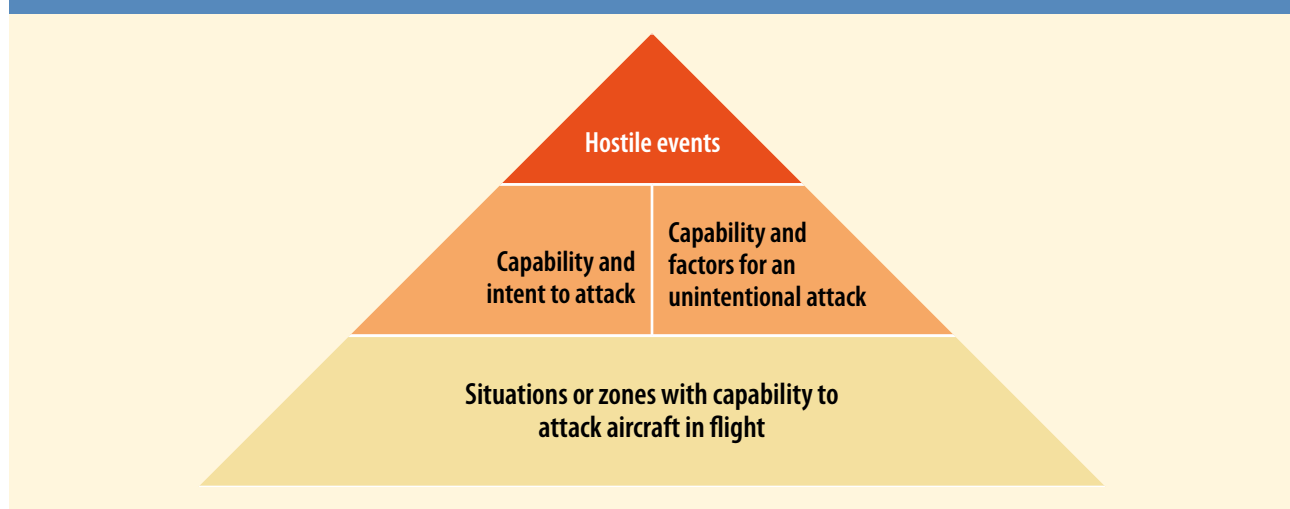 Hostile events
Capability and
intent to attack
Capability and
factors for an
unintentional attack
Situations or zones with capability to
attack aircraft in flight